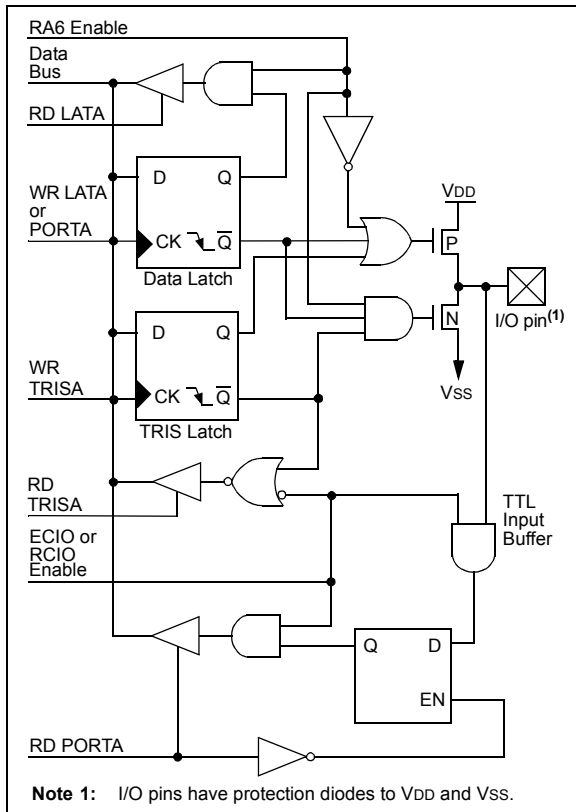 RA6 Enable
Data
Bus
RD LATA
WR LATA
or
PORTA
D
Q
CK
Q
Data Latch
VDD
P
N
I/O pin(1)
VSS
D
Q
WR
TRISA
CK
Q
TRIS Latch
RD
TRISA
TTL
Input
Buffer
ECIO or
RCIO
Enable
Q
D
EN
RD PORTA
Note 1: I/O pins have protection diodes to VDD and VSS.